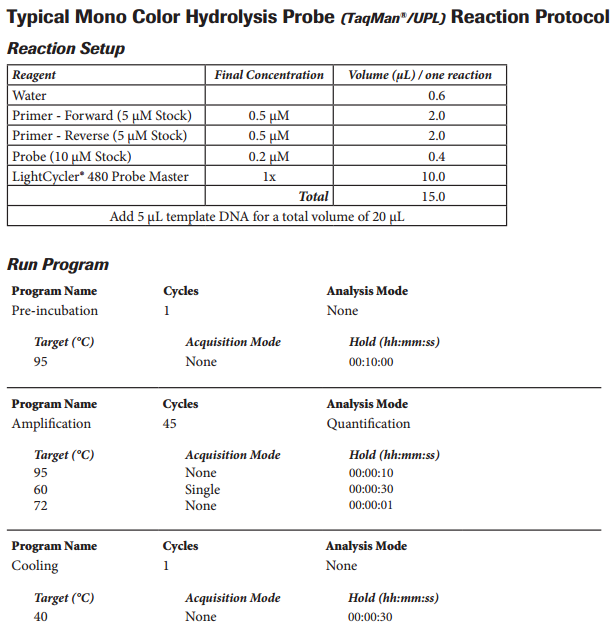 Typical Mono Color Hydrolysis Probe (TaqMan®/UPL) Reaction Protocol
Reaction Setup
Reagent Final Concentration Volume (µL) / one reaction
Water 0.6
Primer - Forward (5 µM Stock) 0.5 µM 2.0
Primer - Reverse (5 µM Stock) 0.5 µM 2.0
Probe (10 µM Stock) 0.2 µM 0.4
LightCycler® 480 Probe Master 1x 10.0
Total 15.0
Add 5 µL template DNA for a total volume of 20 µL
Run Program
Program Name Cycles Analysis Mode
Pre-incubation 1 None
Target (°C) Acquisition Mode Hold (hh:mm:ss)
95 None 00:10:00
Program Name Cycles Analysis Mode
Amplification 45 Quantification
Target (°C) Acquisition Mode Hold (hh:mm:ss)
95 None 00:00:10
60 Single 00:00:30
72 None 00:00:01
Program Name Cycles Analysis Mode
Cooling 1 None
Target (°C) Acquisition Mode Hold (hh:mm:ss)
40 None 00:00:30